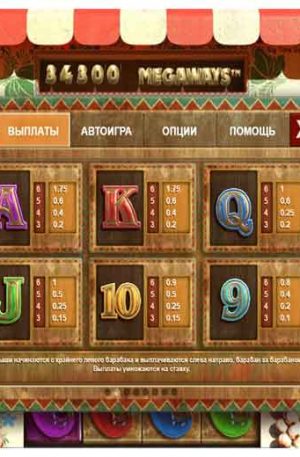 34300 MEGAWAYS™
ВЫПЛАТЫ АВТОИГРА ОПЦИИ ПОМОЩЬ
A 6 1.75 K 6 1.75 Q 6 1
5 0.6 5 0.6 5 0.6
4 0.4 4 0.4 4 0.25
3 0.2 3 0.2 3 0.2
J 6 1 10 6 0.9 9 6 0.8
5 0.5 5 0.5 5 0.4
4 0.25 4 0.25 4 0.2
3 0.15 3 0.15 3 0.15
начинаются с крайнего левого барабана и выплачиваются слева направо, барабан за барабаном
Выплаты умножаются на ставку.